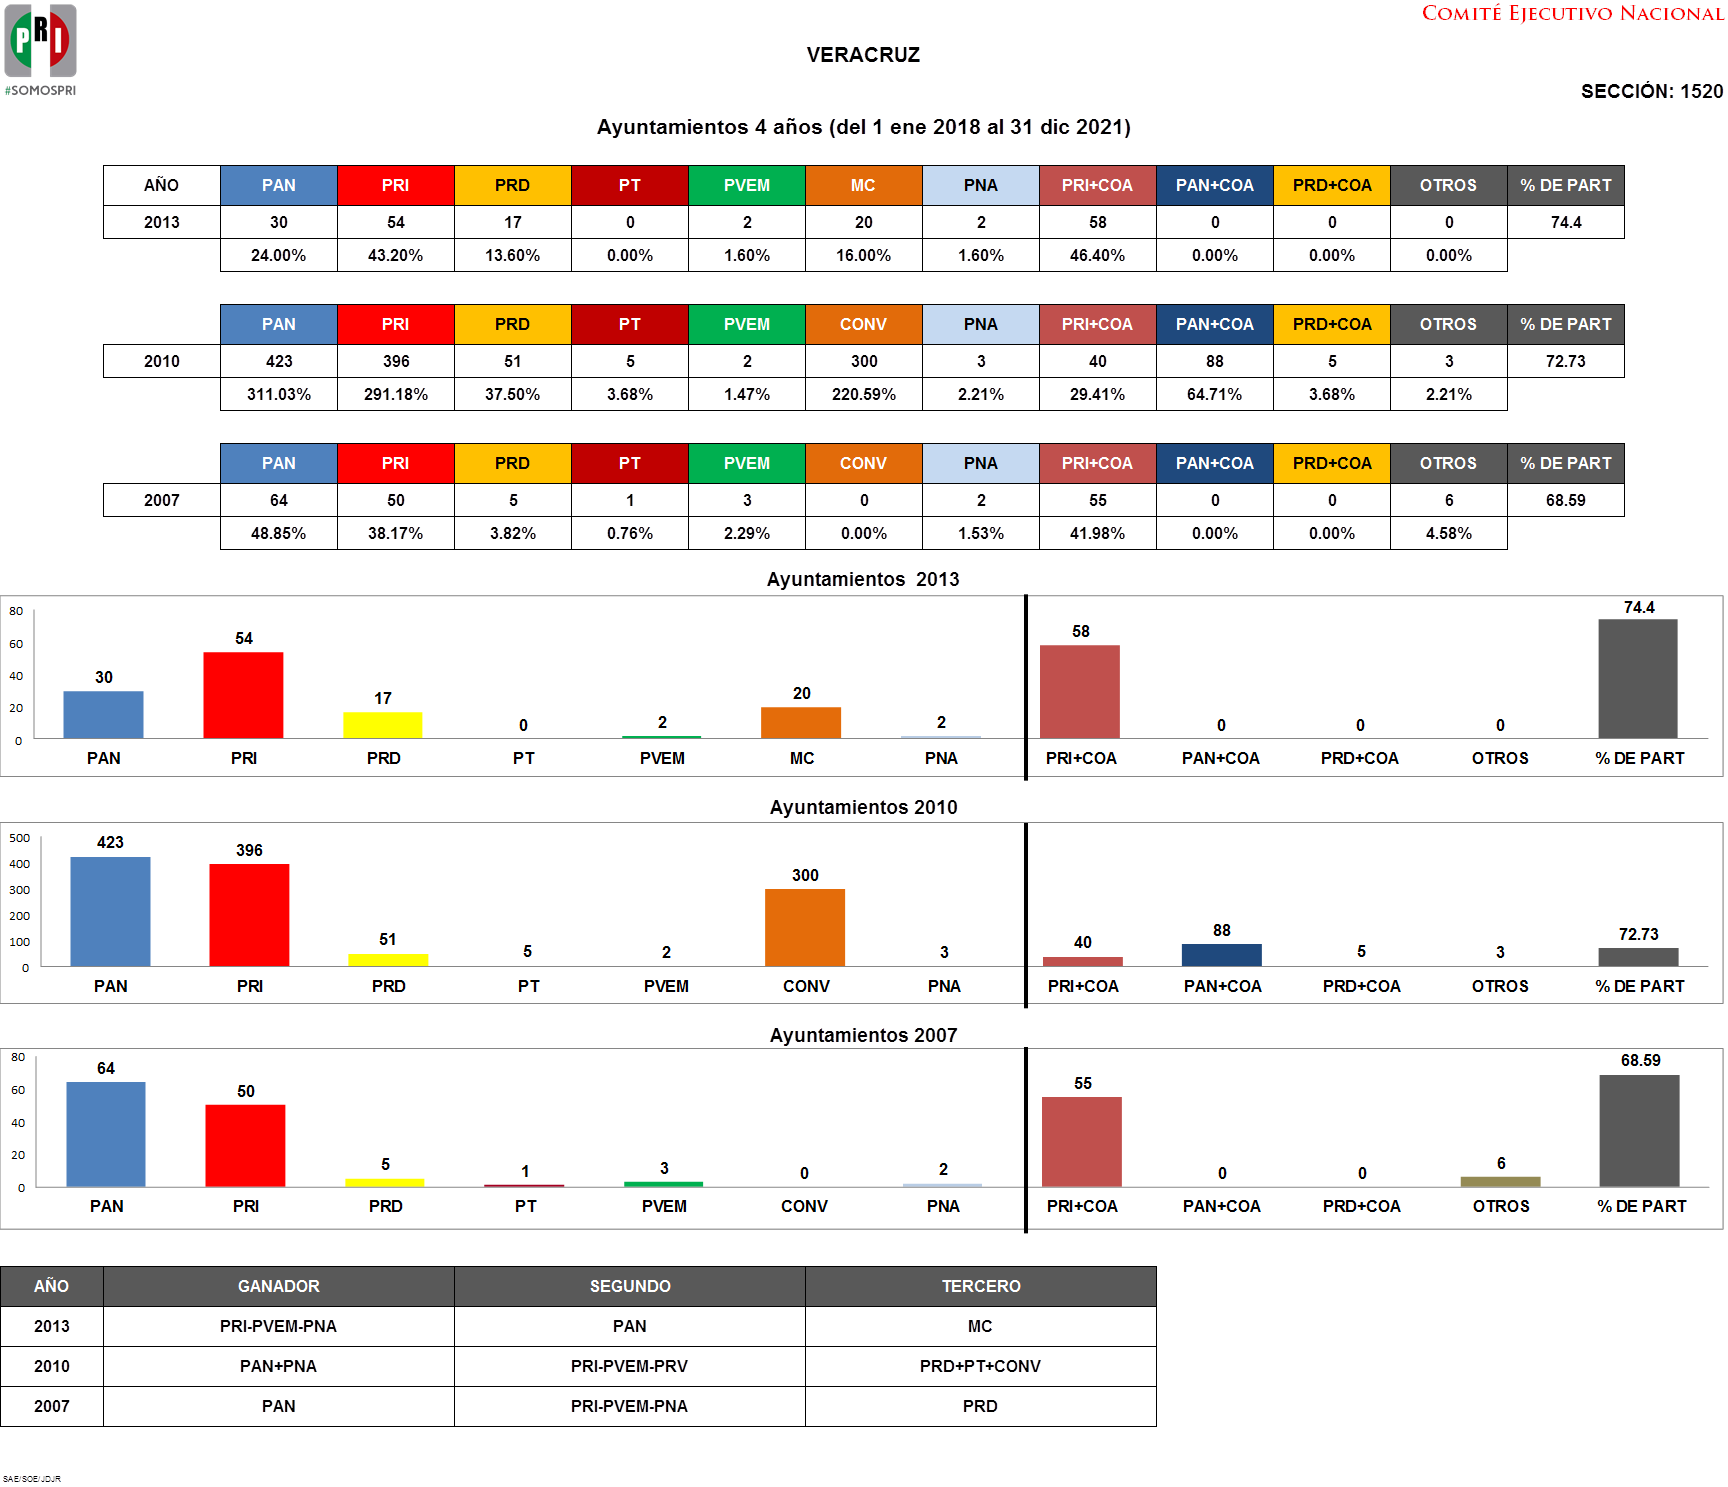 PRI
#SOMOSPRI
COMITÉ EJECUTIVO NACIONAL
VERACRUZ
SECCIÓN: 1520
Ayuntamientos 4 años (del 1 ene 2018 al 31 dic 2021)
AÑO PAN PRI PRD PT PVEM MC PNA PRI+COA PAN+COA PRD+COA OTROS % DE PART
2013 30 54 17 0 2 20 2 58 0 0 0 74.4
24.00% 43.20% 13.60% 0.00% 1.60% 16.00% 1.60% 46.40% 0.00% 0.00% 0.00%
PAN PRI PRD PT PVEM CONV PNA PRI+COA PAN+COA PRD+COA OTROS % DE PART
2010 423 396 51 5 2 300 3 40 88 5 3 72.73
311.03% 291.18% 37.50% 3.68% 1.47% 220.59% 2.21% 29.41% 64.71% 3.68% 2.21%
PAN PRI PRD PT PVEM CONV PNA PRI+COA PAN+COA PRD+COA OTROS % DE PART
2007 64 50 5 1 3 0 2 55 0 0 6 68.59
48.85% 38.17% 3.82% 0.76% 2.29% 0.00% 1.53% 41.98% 0.00% 0.00% 4.58%
Ayuntamientos 2013
80
60
40
20
0
30 54 17 0 2 20 2 58 0 0 0 74.4
PAN PRI PRD PT PVEM MC PNA PRI+COA PAN+COA PRD+COA OTROS % DE PART
Ayuntamientos 2010
500
400
300
200
100
0
423 396 51 5 2 300 3 40 88 5 3 72.73
PAN PRI PRD PT PVEM CONV PNA PRI+COA PAN+COA PRD+COA OTROS % DE PART
Ayuntamientos 2007
80
60
40
20
0
64 50 5 1 3 0 2 55 0 0 6 68.59
PAN PRI PRD PT PVEM CONV PNA PRI+COA PAN+COA PRD+COA OTROS % DE PART
AÑO GANADOR SEGUNDO TERCERO
2013 PRI-PVEM-PNA PAN MC
2010 PAN+PNA PRI-PVEM-PRV PRD+PT+CONV
2007 PAN PRI-PVEM-PNA PRD
SAE/SOE/JDJR